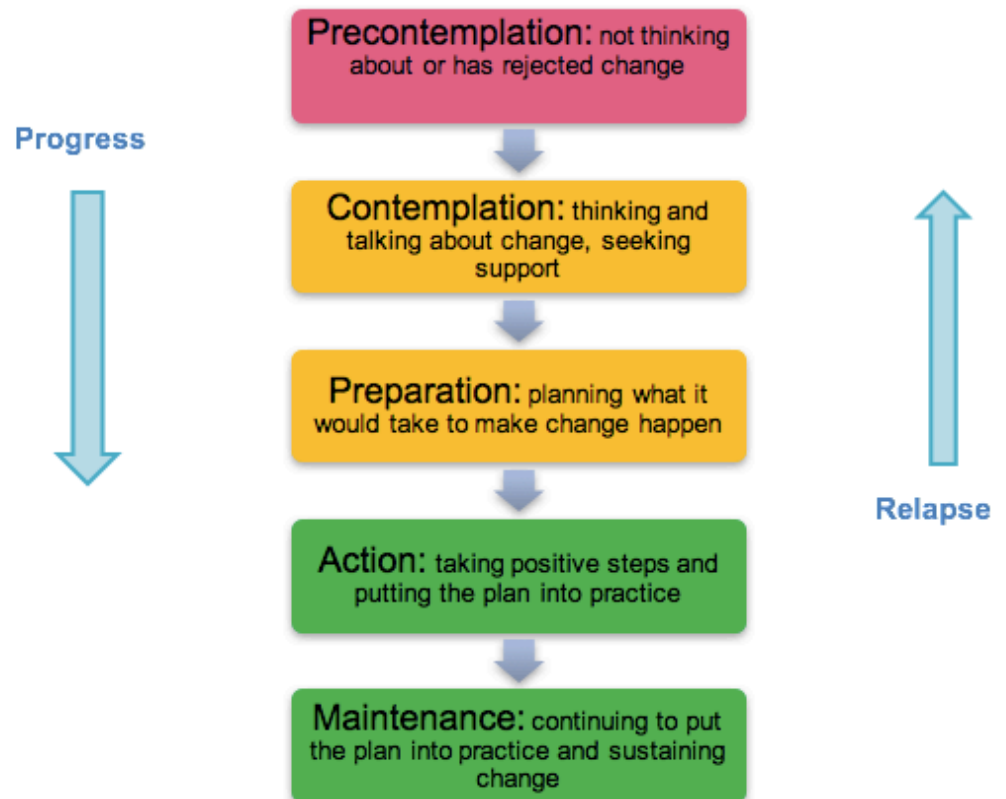 Precontemplation: not thinking
about or has rejected change
Progress
Contemplation: thinking and
talking about change, seeking
support
Preparation: planning what it
would take to make change happen
Relapse
Action: taking positive steps and
putting the plan into practice
Maintenance: continuing to put
the plan into practice and sustaining
change